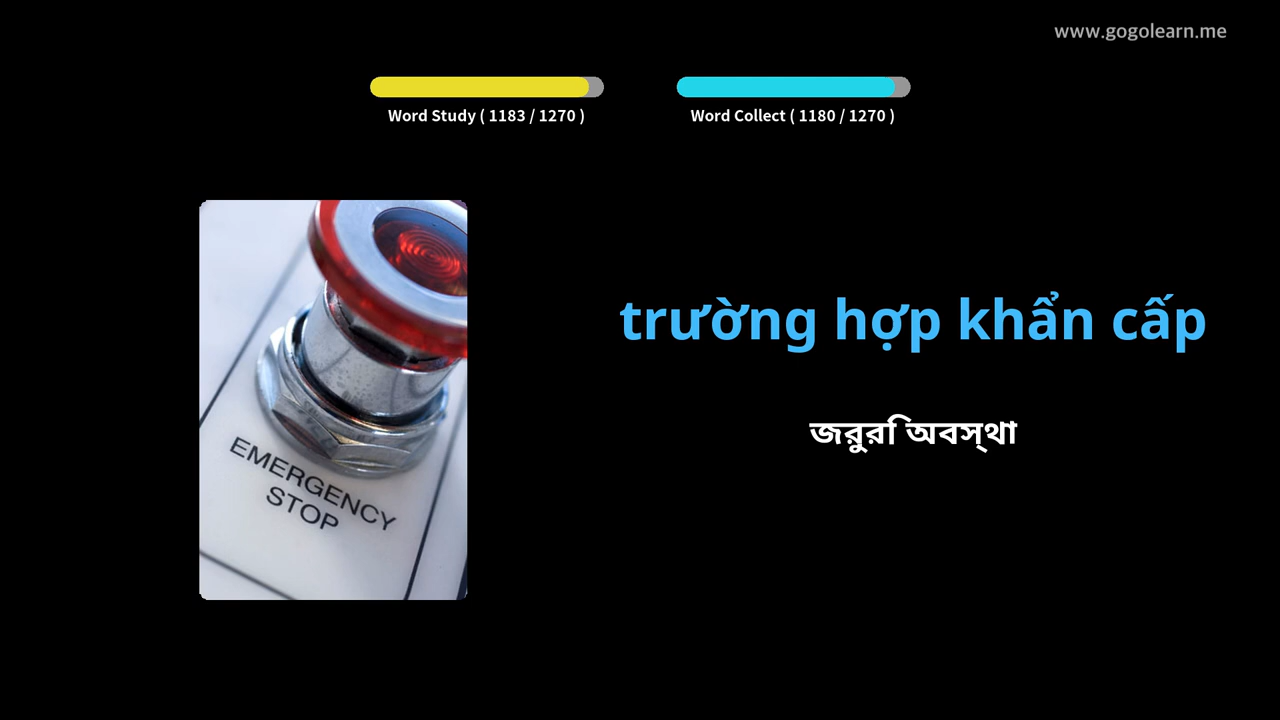 www.gogolearn.me
Word Study ( 1183 / 1270 )
Word Collect ( 1180 / 1270 )
trường hợp khẩn cấp
জরুরি অবস্থা
EMERGENCY
STOP